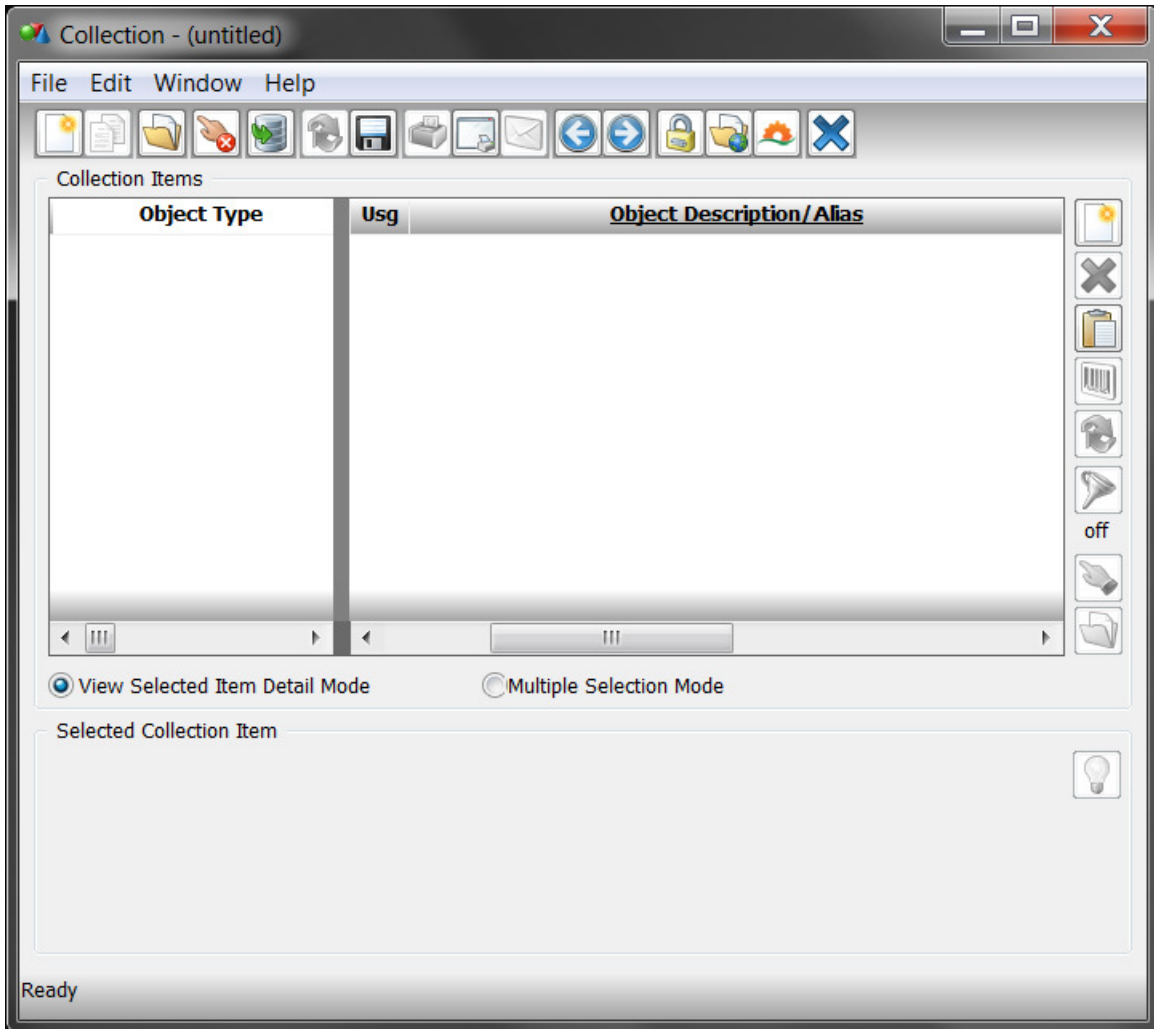 Collection - (untitled)
File Edit Window Help
Collection Items
Object Type Usg Object Description/Alias
off
View Selected Item Detail Mode Multiple Selection Mode
Selected Collection Item
Ready